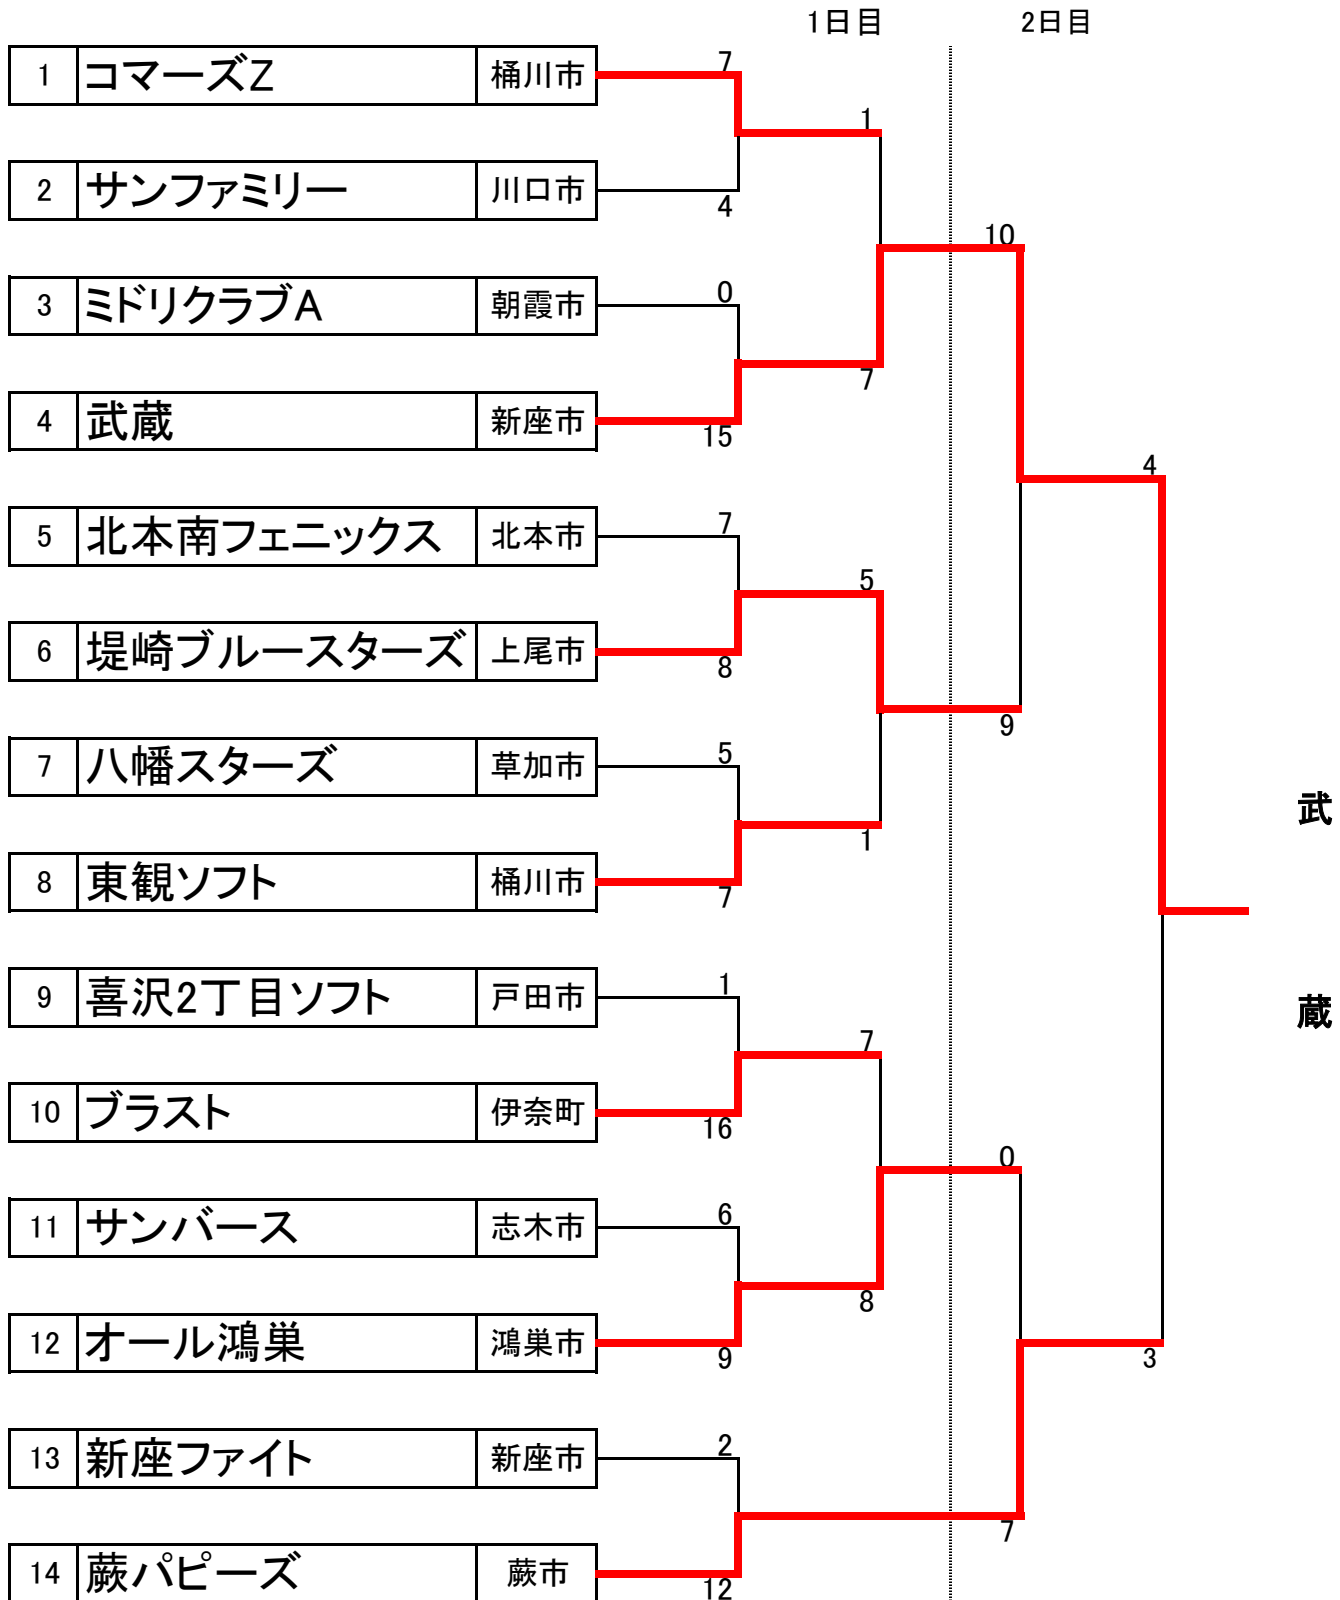 1日目 2日目
1 コマーズZ 桶川市 7
1
2 サンファミリー 川口市 4
10
3 ミドリクラブA 朝霞市 0
7
4 武蔵 新座市 15
4
5 北本南フェニックス 北本市 7
5
6 堤崎ブルースターズ 上尾市 8
9
7 八幡スターズ 草加市 5
武
1
8 東観ソフト 桶川市 7
9 喜沢2丁目ソフト 戸田市 1
蔵
7
10 ブラスト 伊奈町 16
0
11 サンバース 志木市 6
8
12 オール鴻巣 鴻巣市 9
3
13 新座ファイト 新座市 2
7
14 蕨パピーズ 蕨市 12